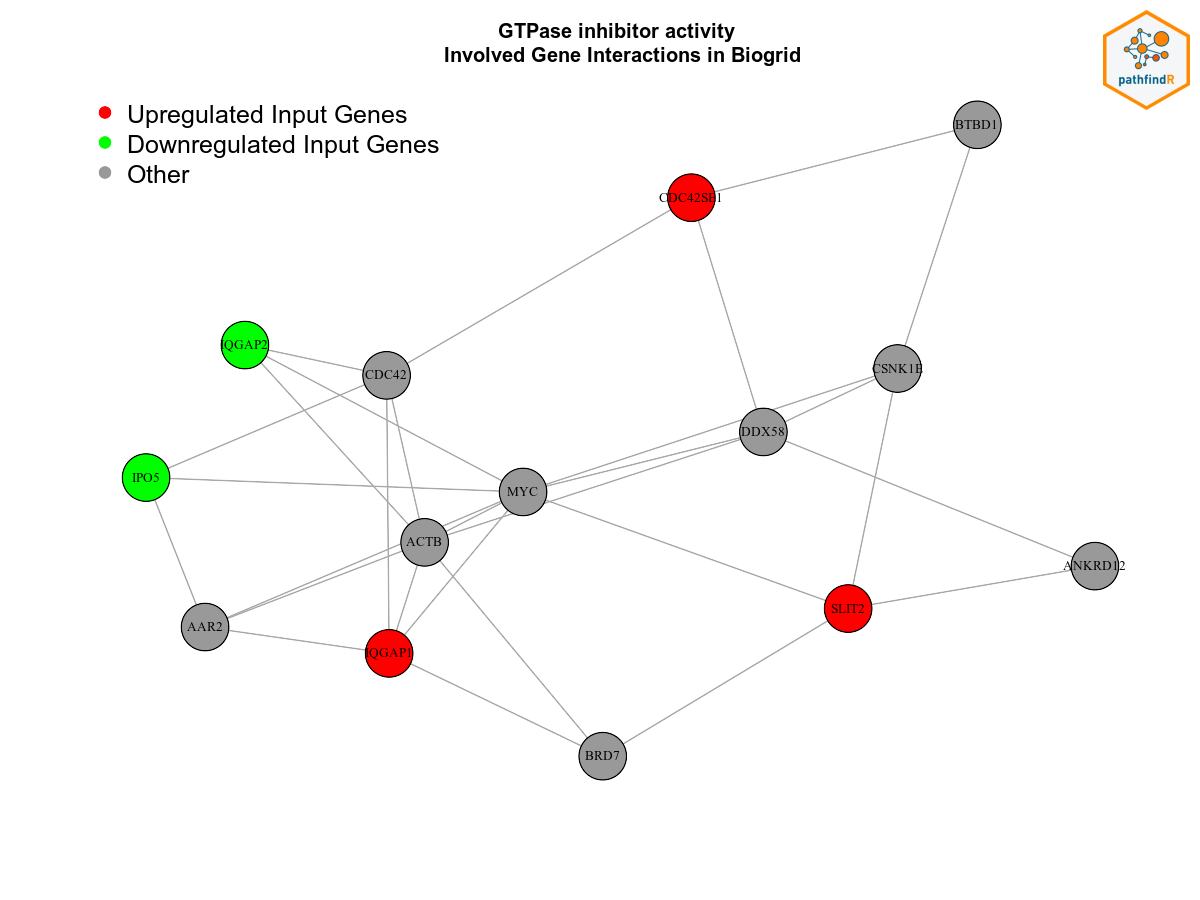 GTPase inhibitor activity
Involved Gene Interactions in Biogrid
pathfindR
Upregulated Input Genes
Downregulated Input Genes
Other
BTBD1
CDC42SE1
IQGAP2
CDC42
CSNK1E
DDX58
IPO5
MYC
ACTB
ANKRD12
SLIT2
AAR2
IQGAP1
BRD7